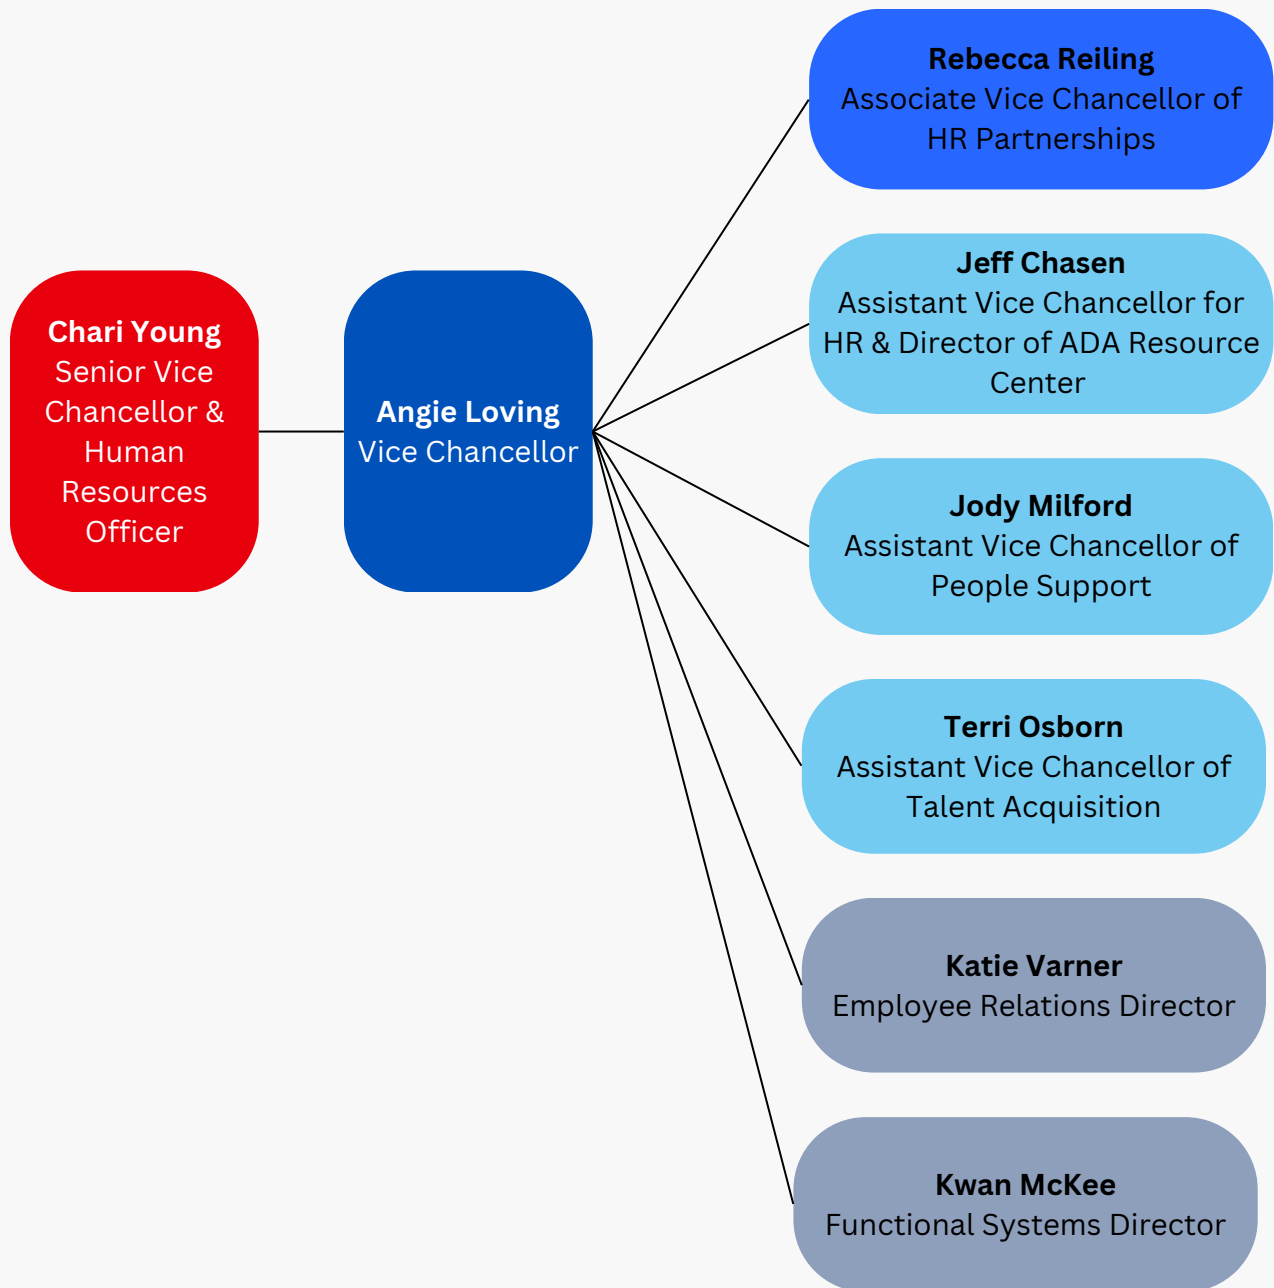 Chari Young
Senior Vice
Chancellor &
Human
Resources
Officer
Angie Loving
Vice Chancellor
Rebecca Reiling
Associate Vice Chancellor of
HR Partnerships
Jeff Chasen
Assistant Vice Chancellor for
HR & Director of ADA Resource
Center
Jody Milford
Assistant Vice Chancellor of
People Support
Terri Osborn
Assistant Vice Chancellor of
Talent Acquisition
Katie Varner
Employee Relations Director
Kwan McKee
Functional Systems Director